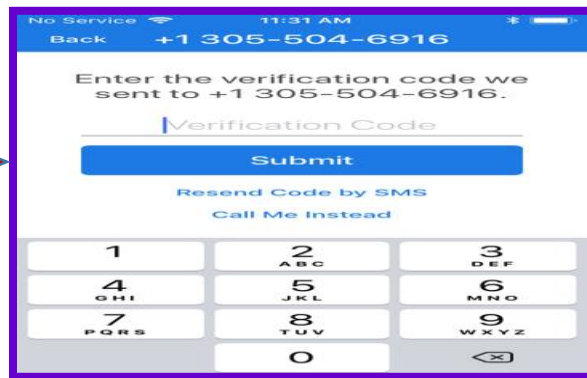 No Service 11:31 AM
Back +1 305-504-6916
Enter the verification code we
sent to +1 305-504-6916.
Verification Code
Submit
Resend Code by SMS
Call Me Instead
1 2 3
ABC DEF
4 5 6
GHI JKL MNO
7 8 9
PQRS TUV WXYZ
0